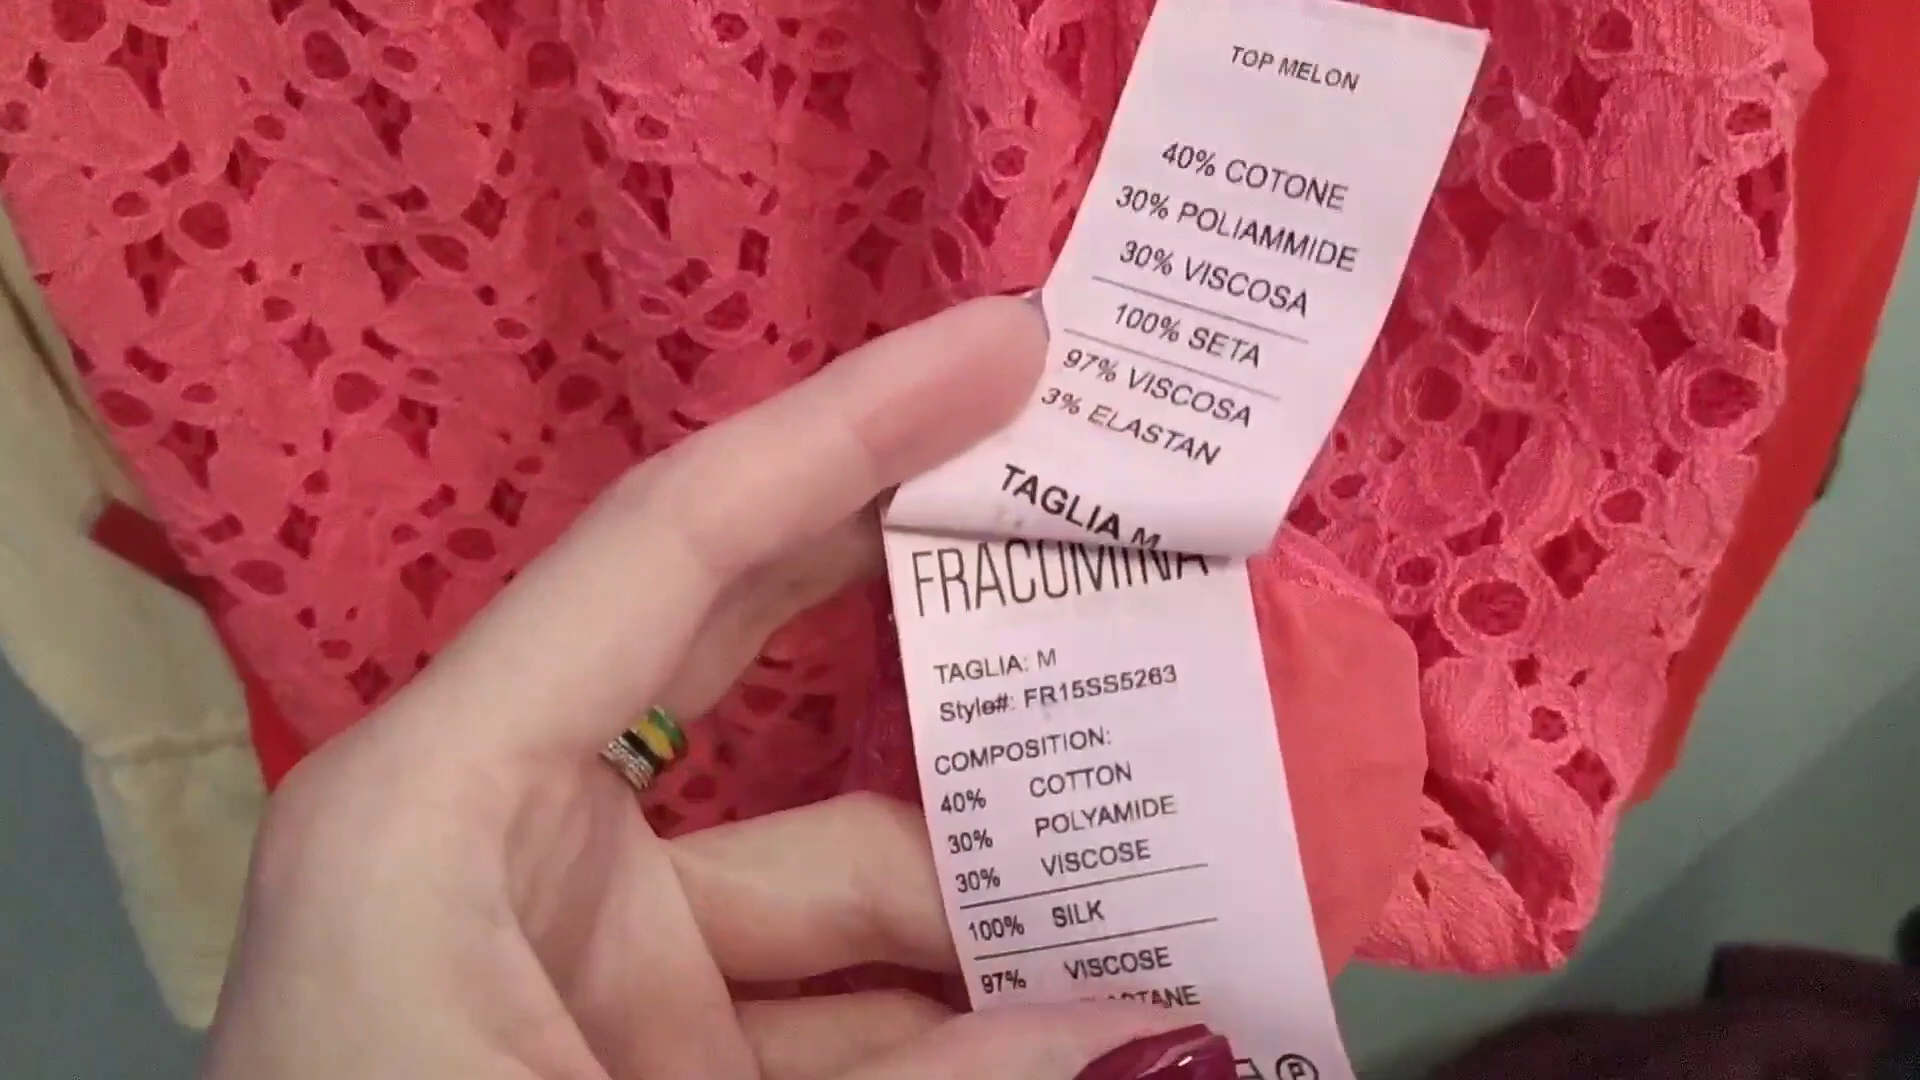 TOP MELON
40% COTONE
30% POLIAMMIDE
30% VISCOSA
100% SETA
97% VISCOSA
3% ELASTAN
TAGLIA M
FRACOMINA
TAGLIA: M
Style#: FR15SS5263
COMPOSITION:
40% COTTON
30% POLYAMIDE
30% VISCOSE
100% SILK
97% VISCOSE
P